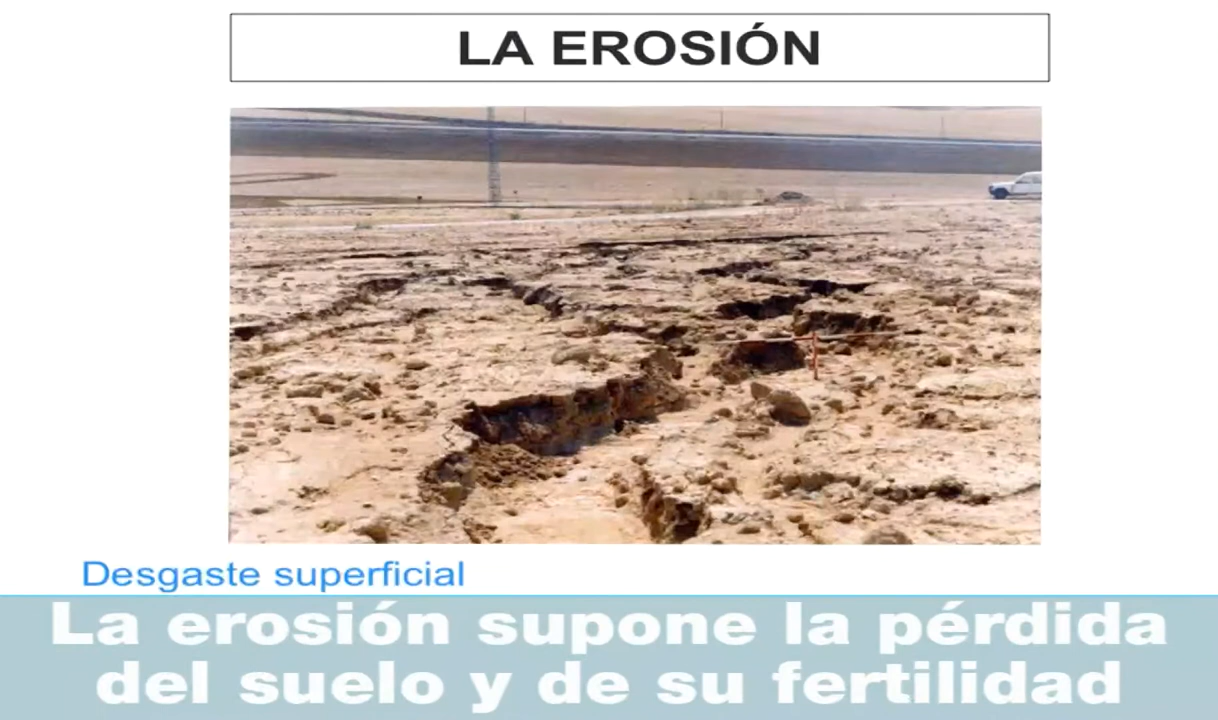 LA EROSIÓN
Desgaste superficial
La erosión supone la pérdida
del suelo y de su fertilidad